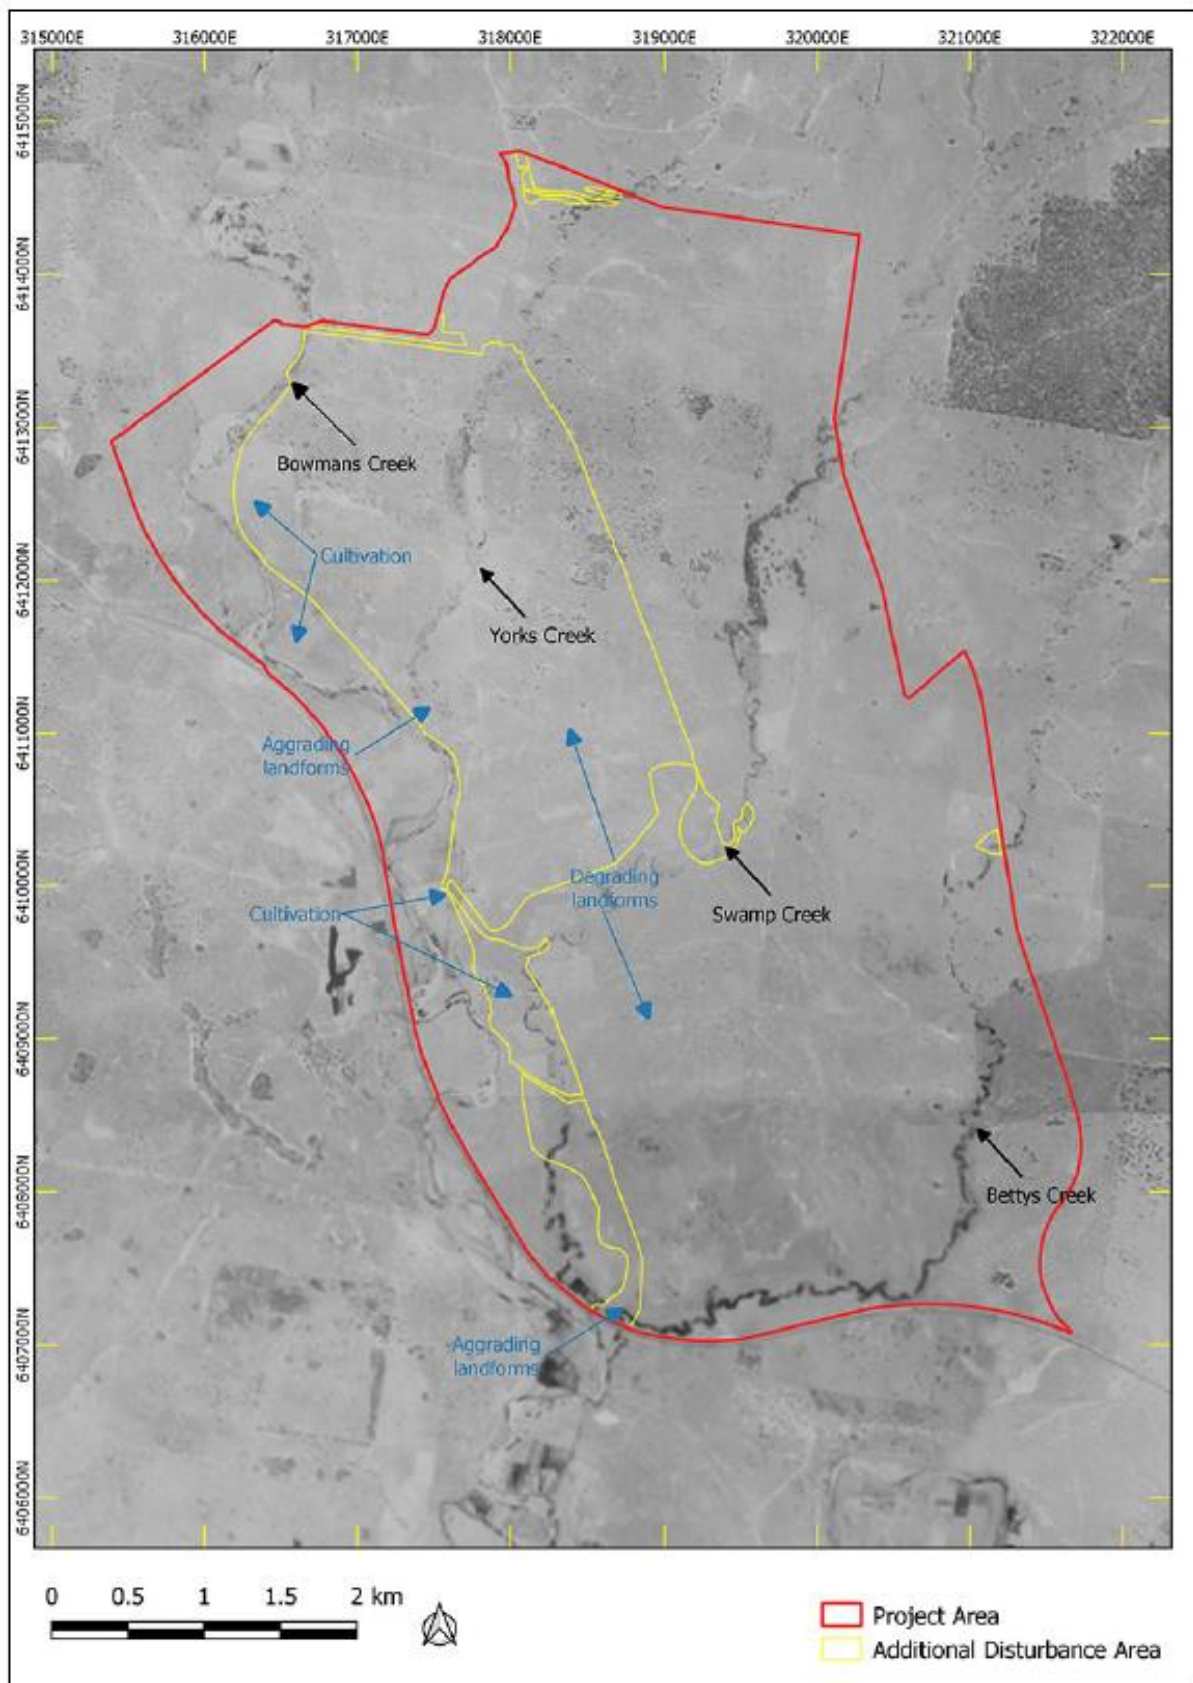 315000E 316000E 317000E 318000E 319000E 320000E 321000E 322000E
6415000N
6414000N
6413000N
6412000N
6411000N
6410000N
6409000N
6408000N
6407000N
6406000N
Bowmans Creek
Cultivation
Yorks Creek
Aggrading
landforms
Degrading
landforms
Cultivation
Swamp Creek
Bettys Creek
Aggrading
landforms
0 0.5 1 1.5 2 km
Project Area
Additional Disturbance Area